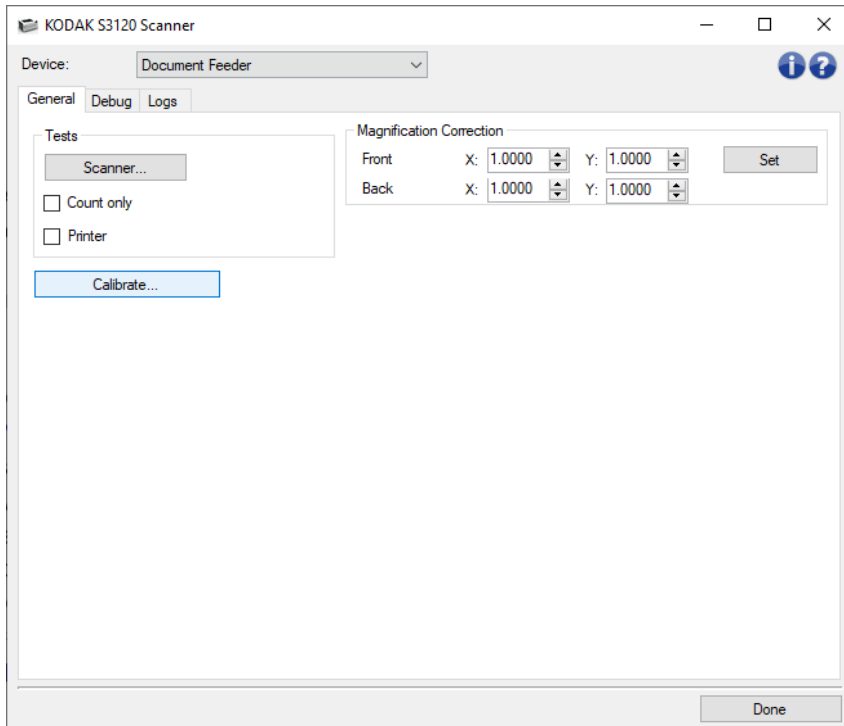 KODAK S3120 Scanner
Device: Document Feeder
General Debug Logs
Tests
Scanner...
Count only
Printer
Calibrate...
Magnification Correction
Front X: 1.0000 Y: 1.0000 Set
Back X: 1.0000 Y: 1.0000
Done